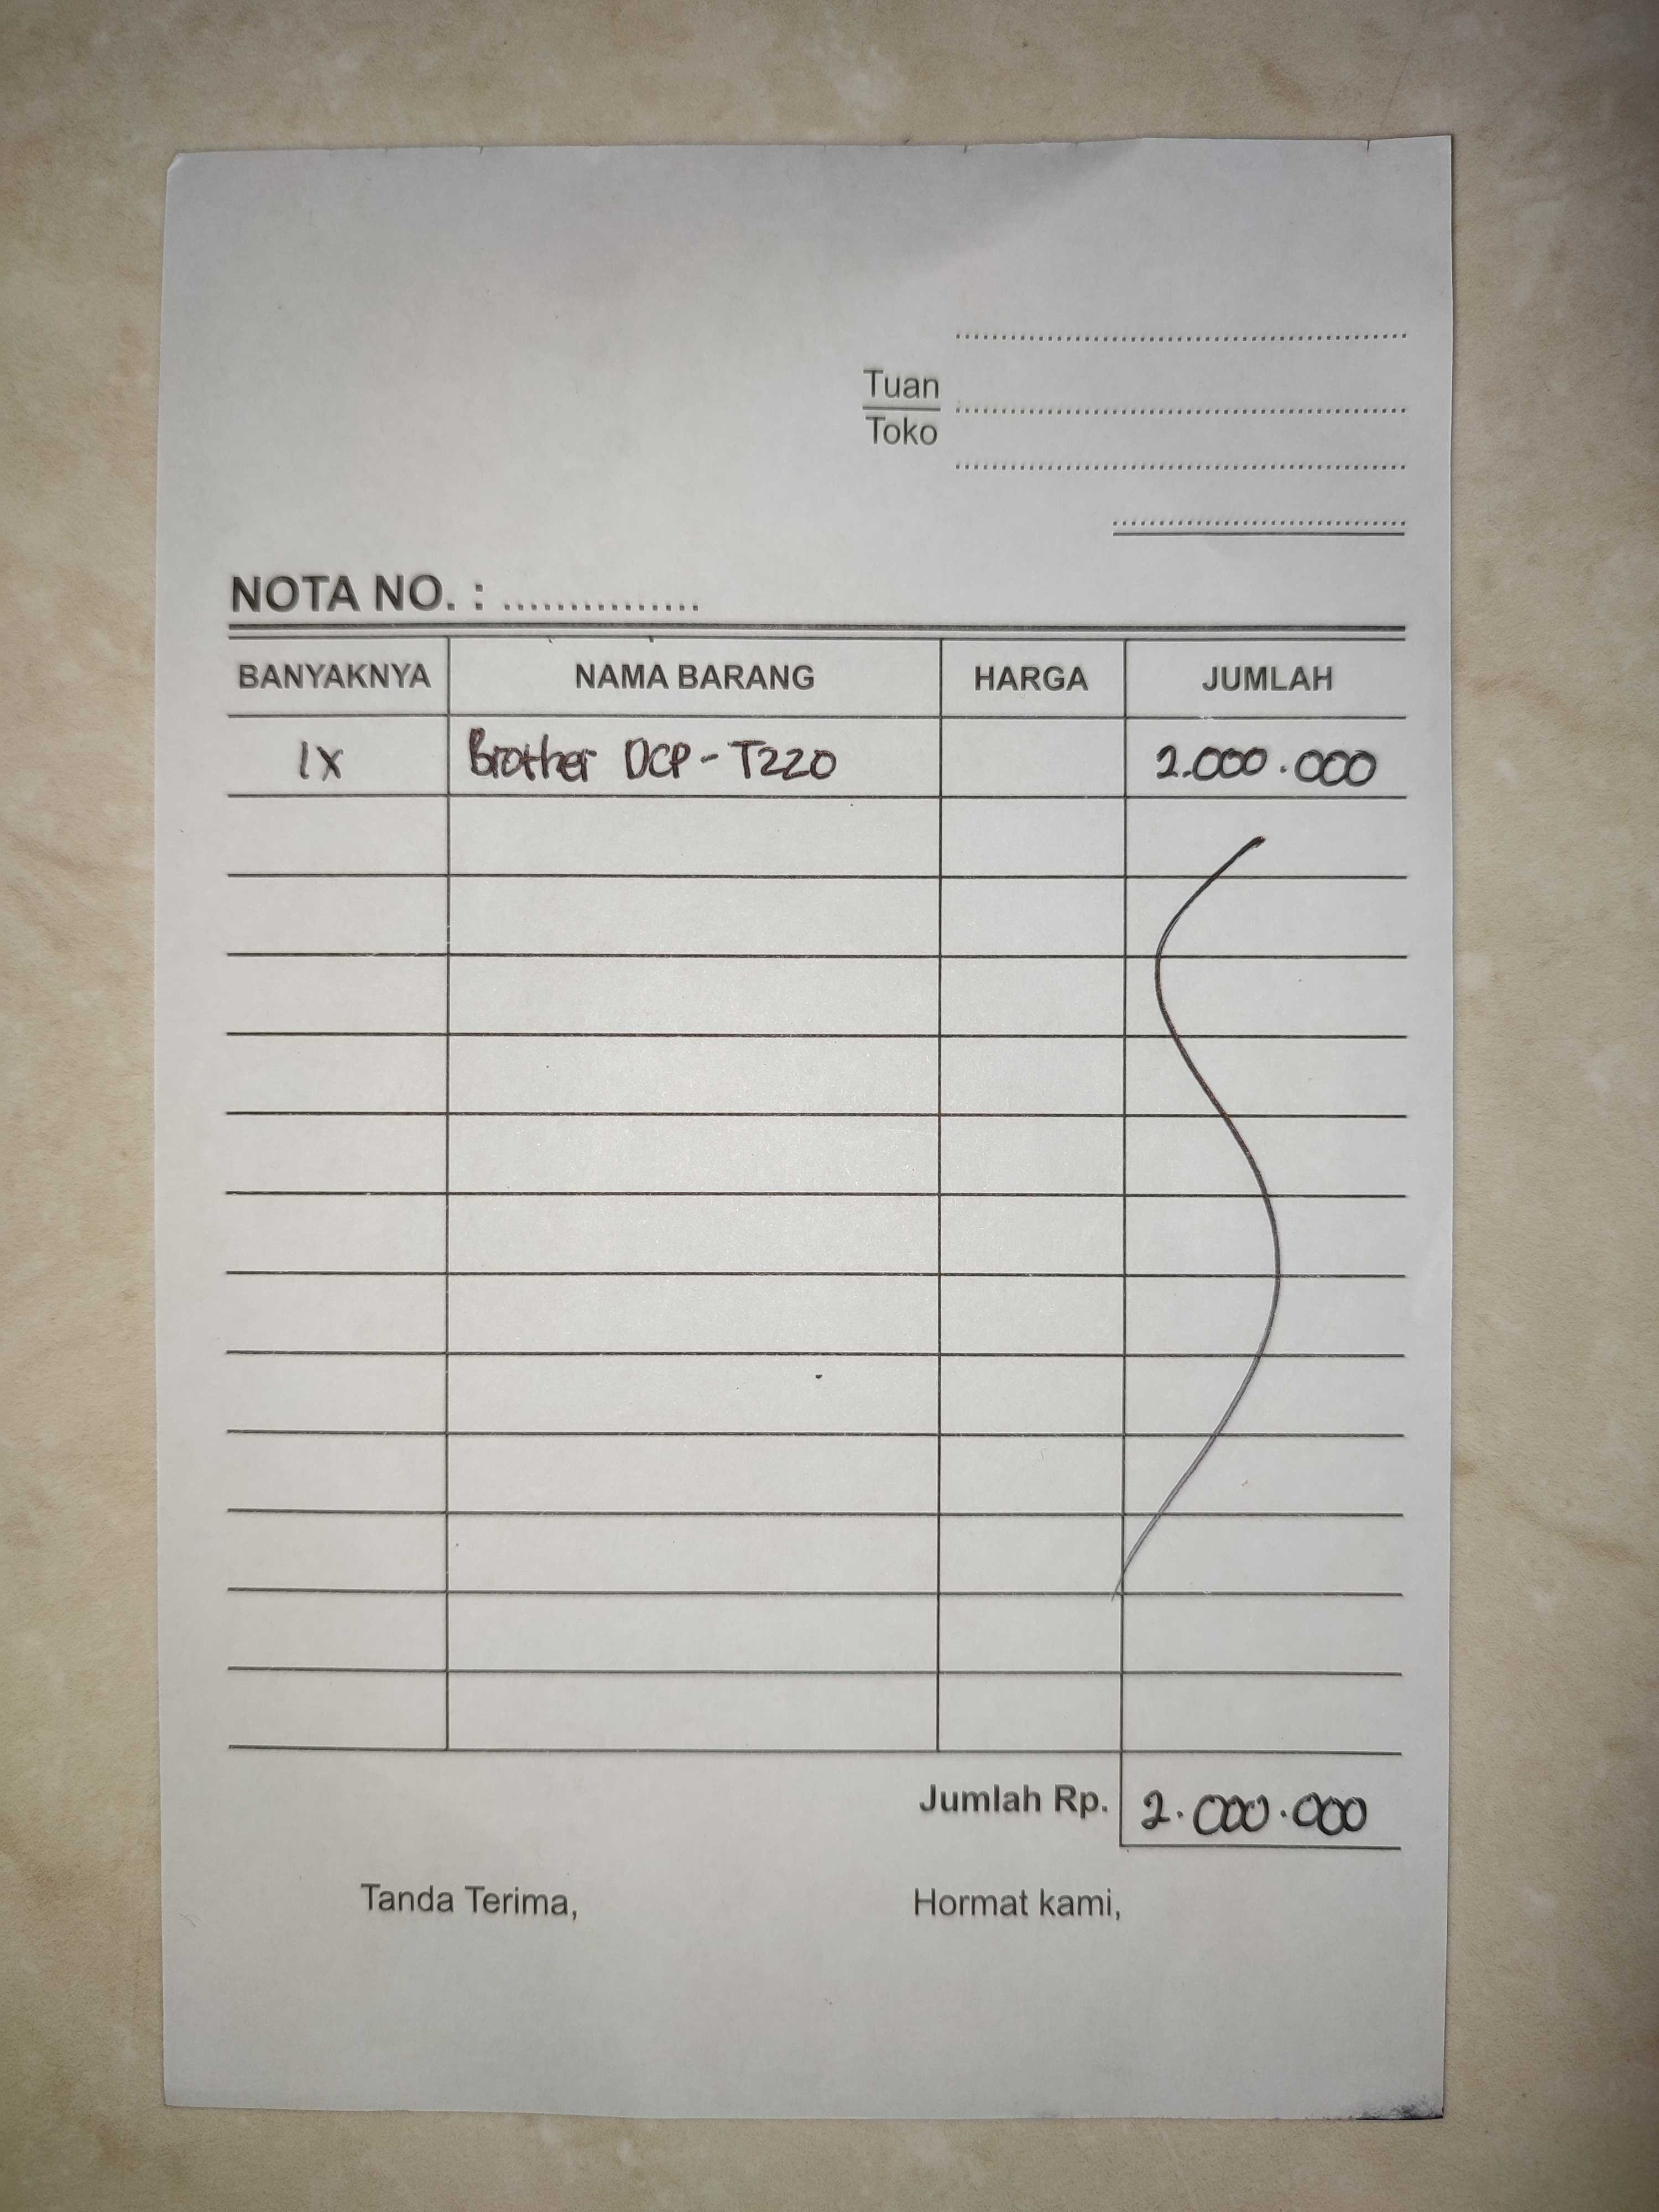 Tuan
Toko
NOTA NO. : ...............
BANYAKNYA NAMA BARANG HARGA JUMLAH
1X Brother DCP-T220 2.000.000
Jumlah Rp. 2.000.000
Tanda Terima, Hormat kami,